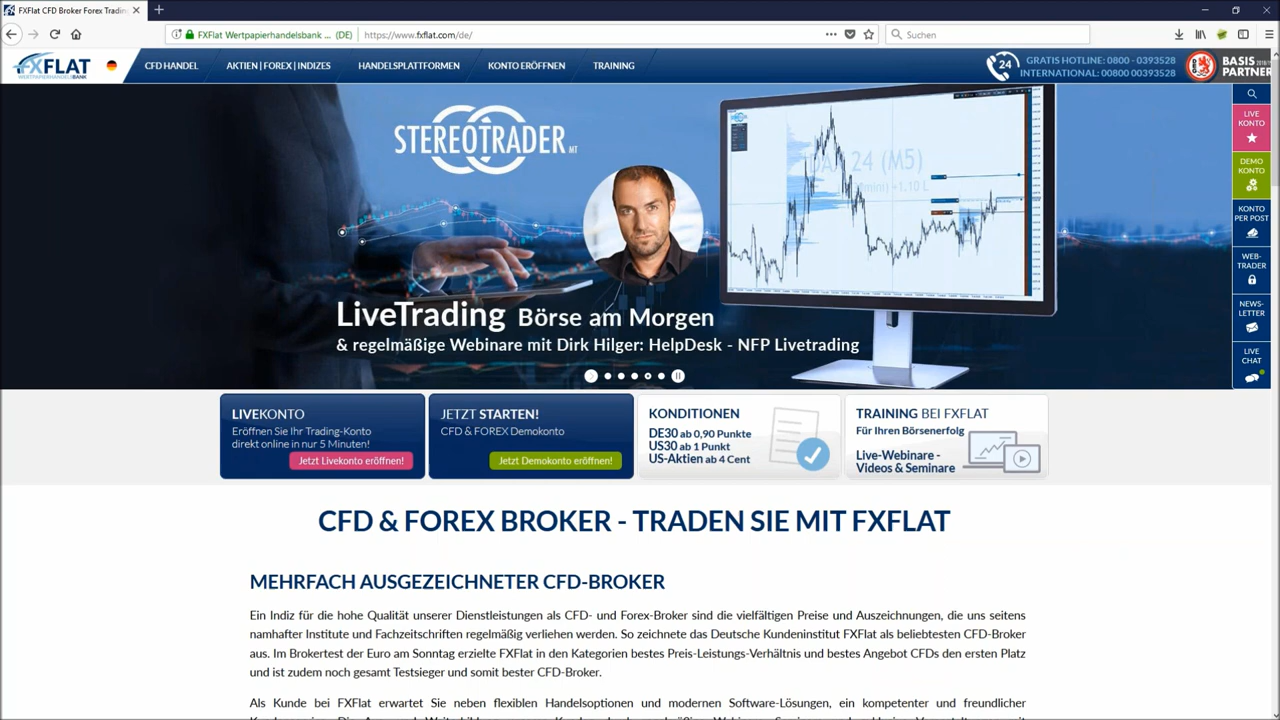 FXFlat CFD Broker Forex Trading
FXFlat Wertpapierhandelsbank ... (DE)
https://www.fxflat.com/de/
Suchen
FXFLAT
WERTPAPIERHANDELSBANK
CFD HANDEL
AKTIEN | FOREX | INDIZES
HANDELSPLATTFORMEN
KONTO ERÖFFNEN
TRAINING
24
GRATIS HOTLINE: 0800 - 0393528
INTERNATIONAL: 00800 00393528
BASIS
PARTNER
STEREOTRADER MT
(M5)
LiveTrading Börse am Morgen
& regelmäßige Webinare mit Dirk Hilger: HelpDesk - NFP Livetrading
LIVE
KONTO
DEMO
KONTO
KONTO
PER POST
WEB-
TRADER
NEWS-
LETTER
LIVE
CHAT
LIVEKONTO
Eröffnen Sie Ihr Trading-Konto
direkt online in nur 5 Minuten!
Jetzt Livekonto eröffnen!
JETZT STARTEN!
CFD & FOREX Demokonto
Jetzt Demokonto eröffnen!
KONDITIONEN
DE30 ab 0,90 Punkte
US30 ab 1 Punkt
US-Aktien ab 4 Cent
TRAINING BEI FXFLAT
Für Ihren Börsenerfolg
Live-Webinare -
Videos & Seminare
CFD & FOREX BROKER - TRADEN SIE MIT FXFLAT
MEHRFACH AUSGEZEICHNETER CFD-BROKER
Ein Indiz für die hohe Qualität unserer Dienstleistungen als CFD- und Forex-Broker sind die vielfältigen Preise und Auszeichnungen, die uns seitens
namhafter Institute und Fachzeitschriften regelmäßig verliehen werden. So zeichnete das Deutsche Kundeninstitut FXFlat als beliebtesten CFD-Broker
aus. Im Brokertest der Euro am Sonntag erzielte FXFlat in den Kategorien bestes Preis-Leistungs-Verhältnis und bestes Angebot CFDs den ersten Platz
und ist zudem noch gesamt Testsieger und somit bester CFD-Broker.
Als Kunde bei FXFlat erwartet Sie neben flexiblen Handelsoptionen und modernen Software-Lösungen, ein kompetenter und freundlicher